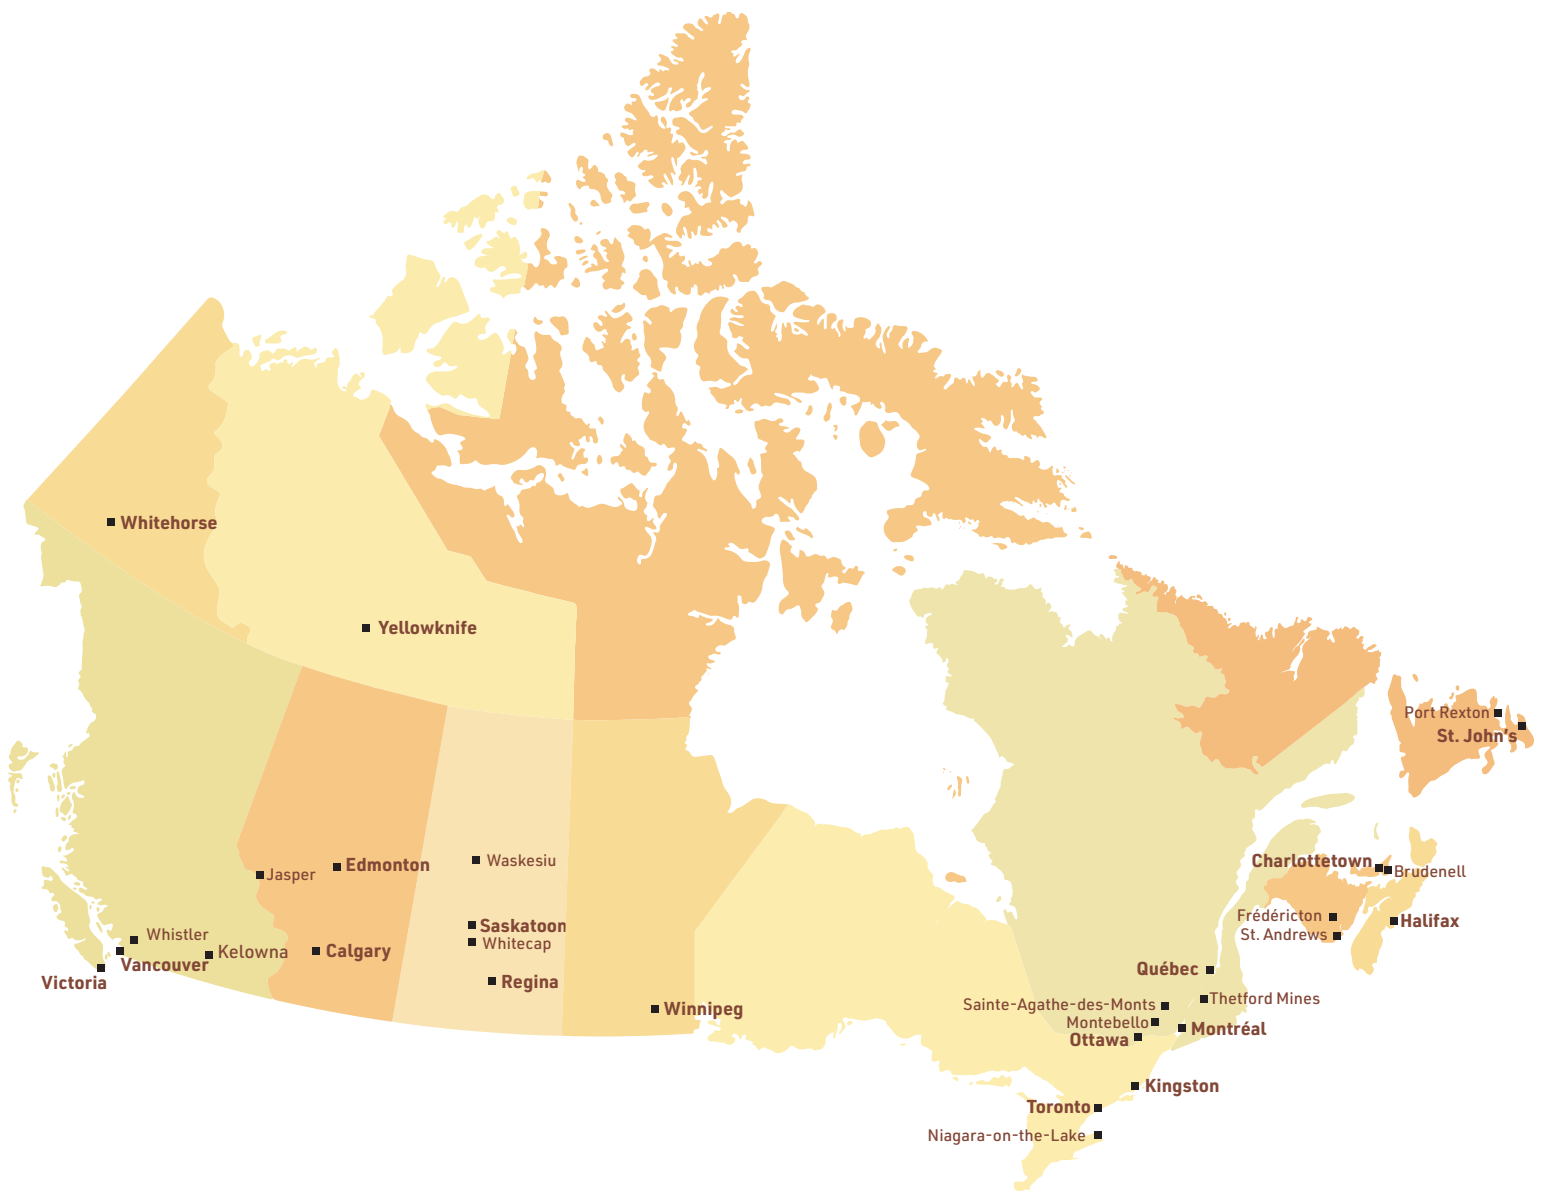 Whitehorse
Yellowknife
Port Rexton
St. John's
Waskesiu
Charlottetown
Edmonton
Brudenell
Jasper
Frédéricton
Halifax
Saskatoon
St. Andrews
Whistler
Whitecap
Kelowna
Calgary
Vancouver
Québec
Victoria
Regina
Thetford Mines
Sainte-Agathe-des-Monts
Winnipeg
Montebello
Montréal
Ottawa
Kingston
Toronto
Niagara-on-the-Lake